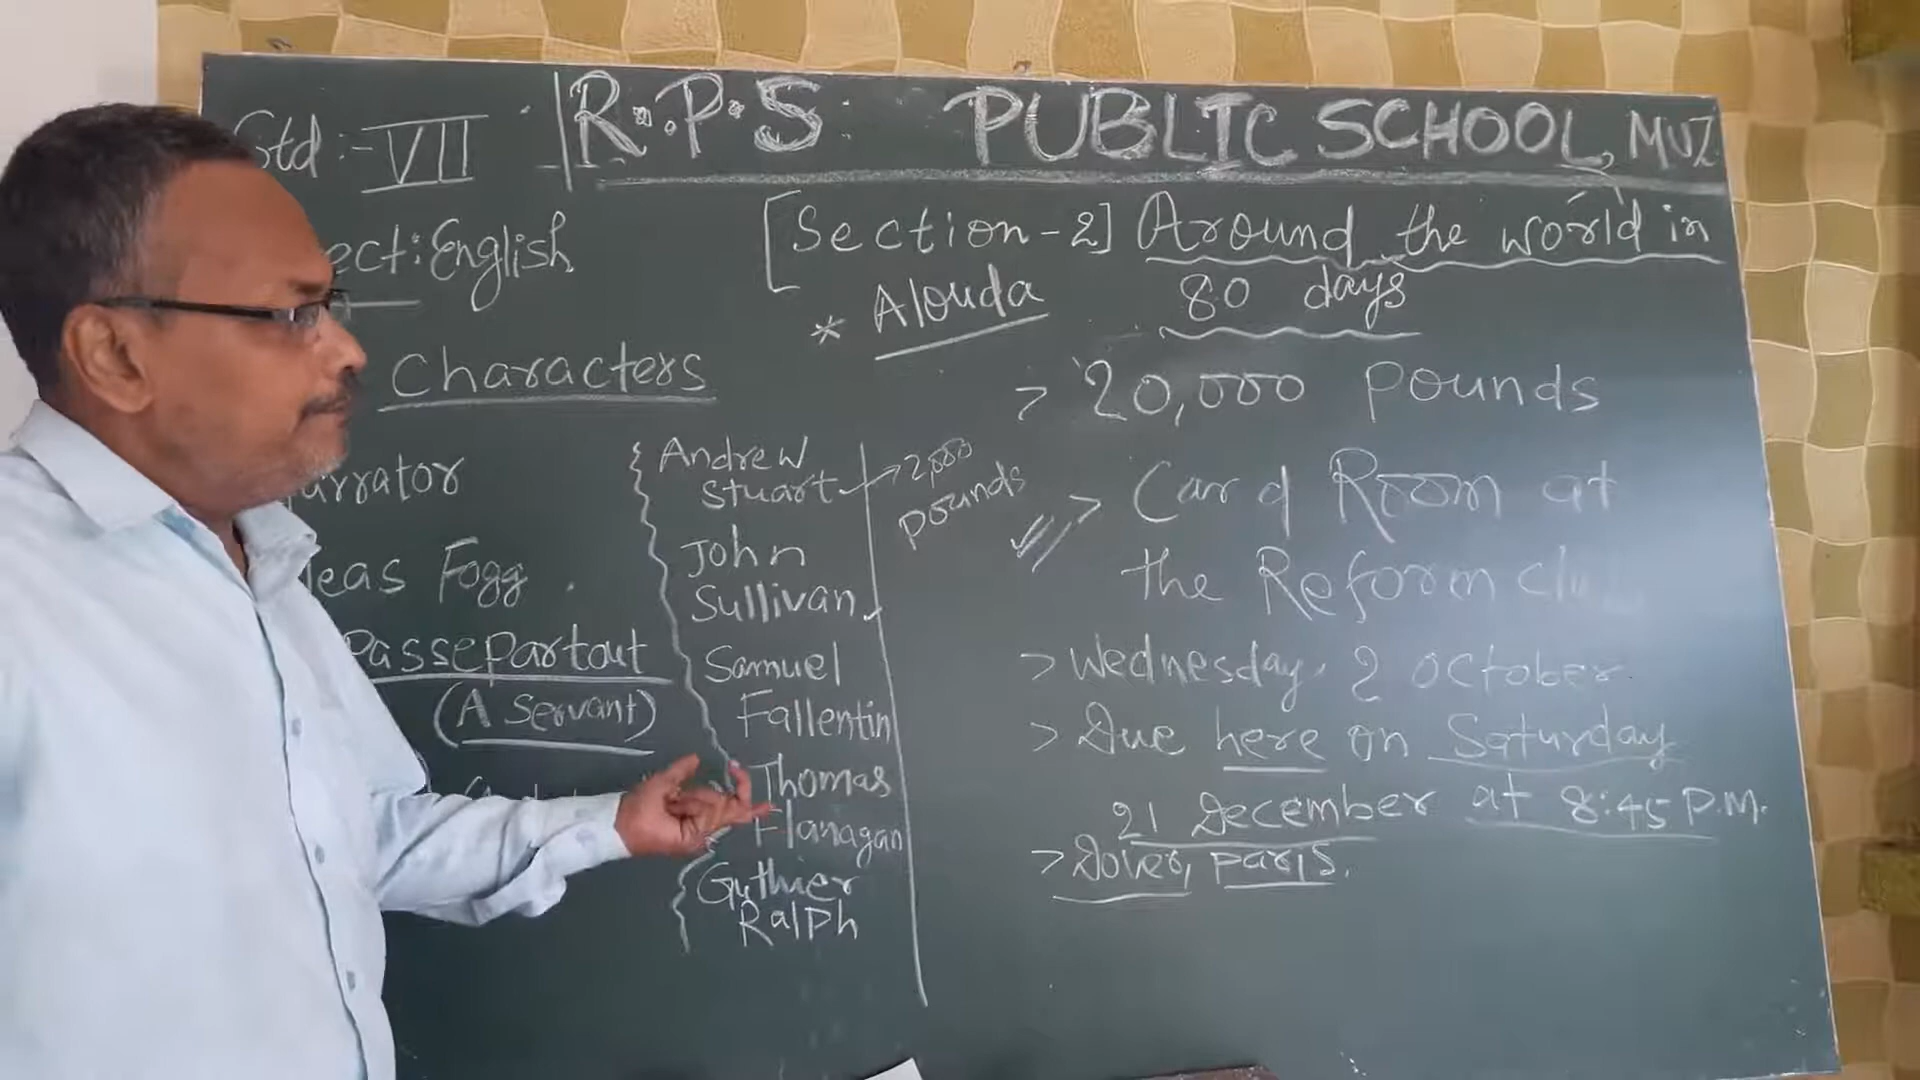 Std :- VII R.P.S. PUBLIC SCHOOL, MUZ
ect: English
[Section-2] Around the world in
80 days
* Alouda
Characters
arrator
leas Fogg.
Passepartout
(A Servant)
Andrew
Stuart → 2,000
pounds
John
Sullivan
Samuel
Fallentin
Thomas
Flanagan
Guthier
Ralph
> 20,000 pounds
> Card Room at
the Reform clu
> Wednesday, 2 October
> Due here on Saturday
21 December at 8:45 P.M.
> Dover, paris.